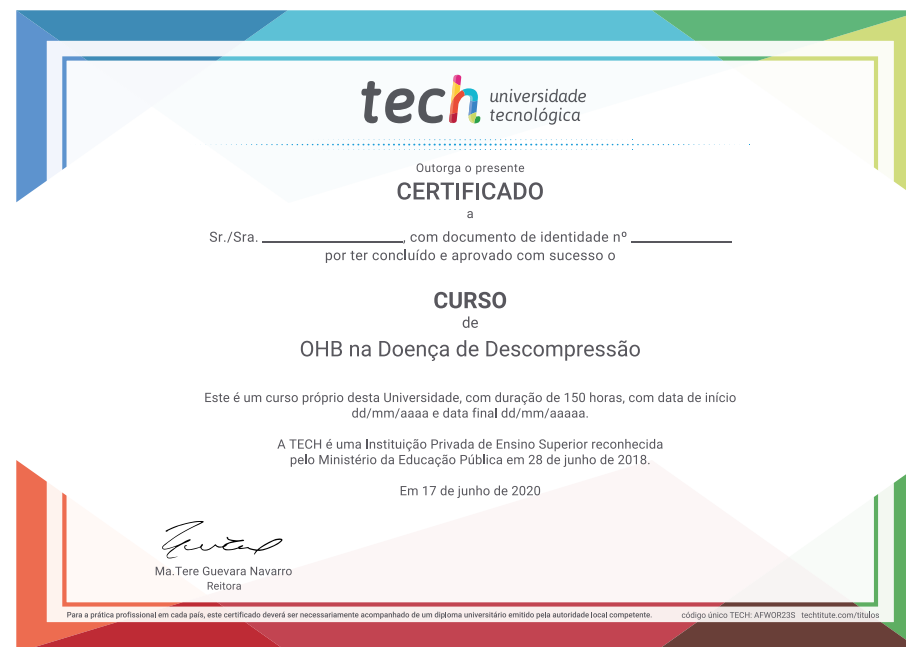 tech universidade
tecnológica
Outorga o presente
CERTIFICADO
a
Sr./Sra. ____________, com documento de identidade nº ____________
por ter concluído e aprovado com sucesso o
CURSO
de
OHB na Doença de Descompressão
Este é um curso próprio desta Universidade, com duração de 150 horas, com data de início
dd/mm/aaaa e data final dd/mm/aaaaa.
A TECH é uma Instituição Privada de Ensino Superior reconhecida
pelo Ministério da Educação Pública em 28 de junho de 2018.
Em 17 de junho de 2020
Ma.Tere Guevara Navarro
Reitora
Para a prática profissional em cada país, este certificado deverá ser necessariamente acompanhado de um diploma universitário emitido pela autoridade local competente. código único TECH: AFWOR23S techtitute.com/títulos